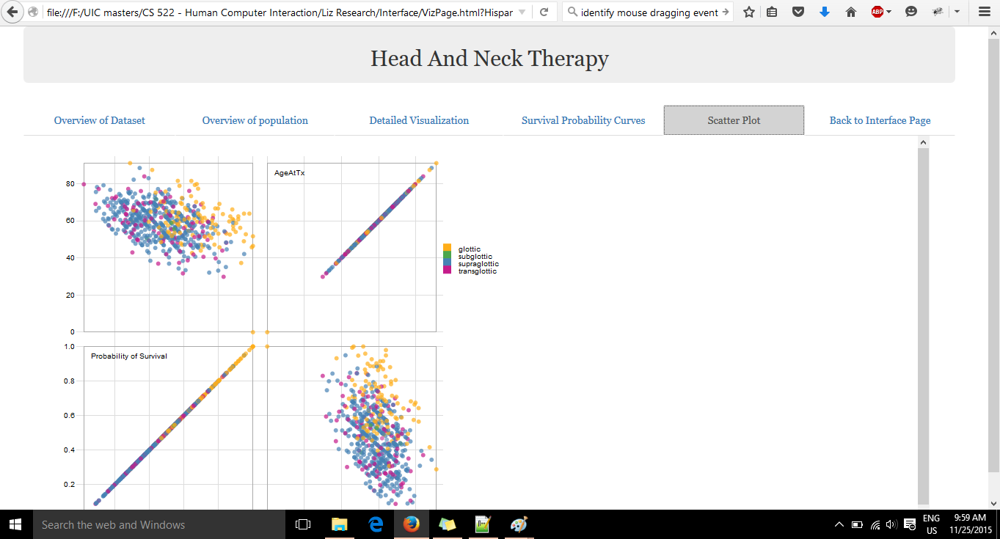 file:///F:/UIC masters/CS 522 - Human Computer Interaction/Liz Research/Interface/VizPage.html?Hispar
identify mouse dragging event
ABP
Head And Neck Therapy
Overview of Dataset
Overview of population
Detailed Visualization
Survival Probability Curves
Scatter Plot
Back to Interface Page
AgeAtTx
80
60
40
20
0
glottic
subglottic
supraglottic
transglottic
Probability of Survival
1.0
0.8
0.6
0.4
0.2
Search the web and Windows
ENG
US
9:59 AM
11/25/2015